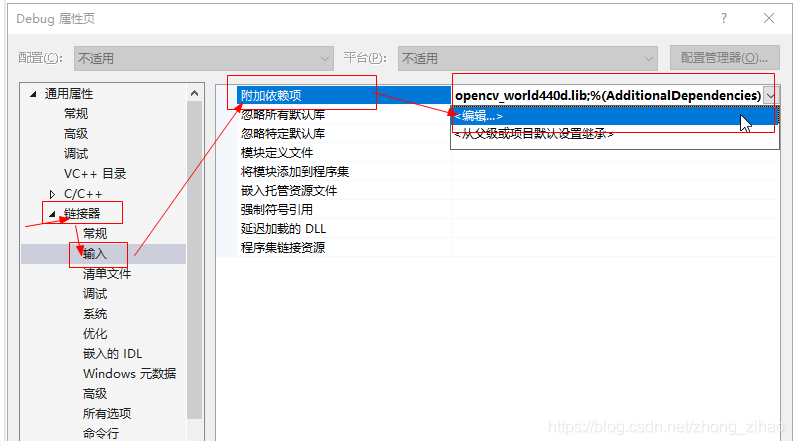 Debug 属性页
配置(C): 不适用 平台(P): 不适用 配置管理器(O)...
通用属性
常规
高级
调试
VC++ 目录
C/C++
链接器
常规
输入
清单文件
调试
系统
优化
嵌入的 IDL
Windows 元数据
高级
所有选项
命令行
附加依赖项 opencv_world440d.lib;%(AdditionalDependencies)
忽略所有默认库 <编辑...>
忽略特定默认库 <从父级或项目默认设置继承>
模块定义文件
将模块添加到程序集
嵌入托管资源文件
强制符号引用
延迟加载的 DLL
程序集链接资源
https://blog.csdn.net/zhong_zihao